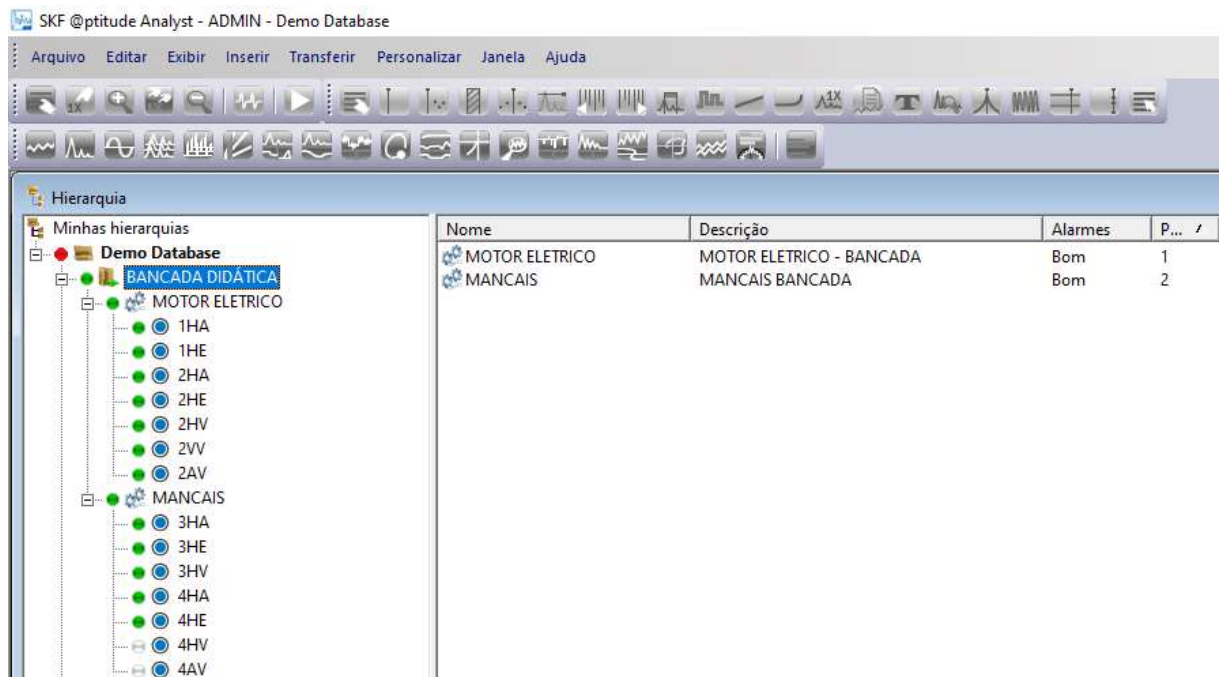 SKF @ptitude Analyst - ADMIN - Demo Database
Arquivo Editar Exibir Inserir Transferir Personalizar Janela Ajuda
Hierarquia
Minhas hierarquias
Demo Database
BANCADA DIDÁTICA
MOTOR ELETRICO
1HA
1HE
2HA
2HE
2HV
2VV
2AV
MANCAIS
3HA
3HE
3HV
4HA
4HE
4HV
4AV
Nome Descrição Alarmes P... /
MOTOR ELETRICO MOTOR ELETRICO - BANCADA Bom 1
MANCAIS MANCAIS BANCADA Bom 2